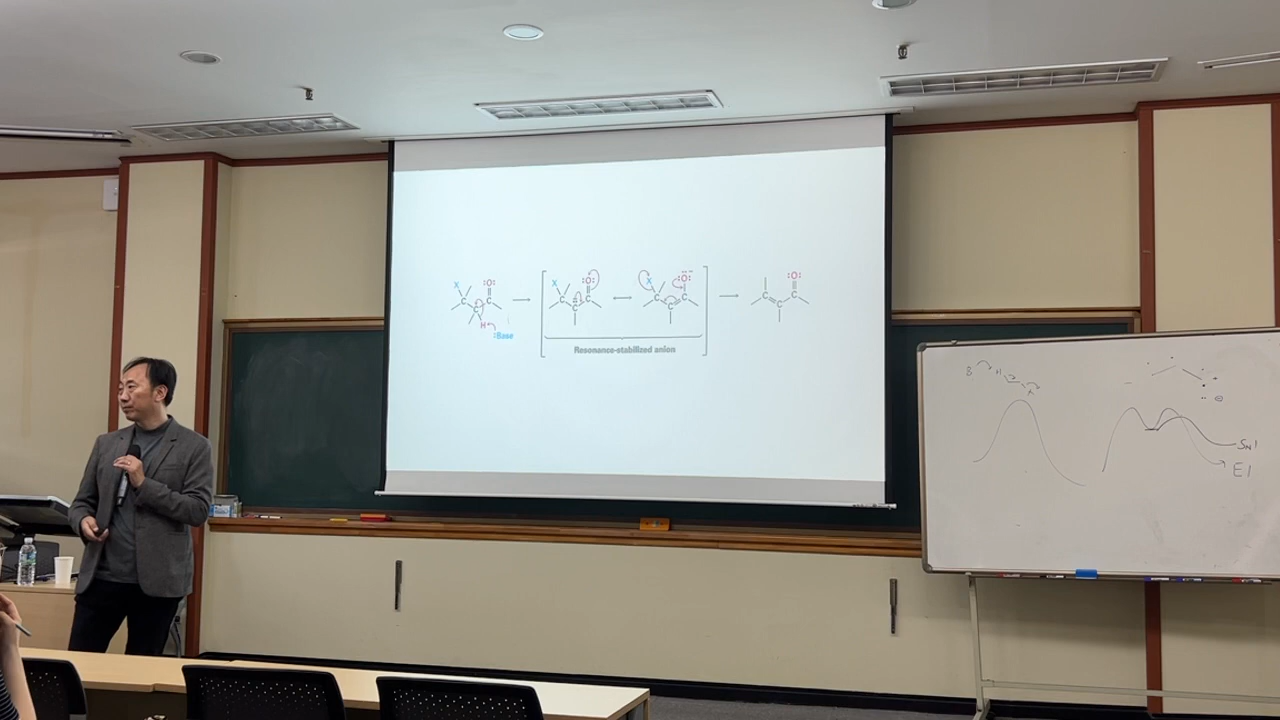 X :O: X :O: X :O: :O:
C C C C C C C C C C C C
H :Base
Resonance-stabilized anion
B H
X
SN1
E1